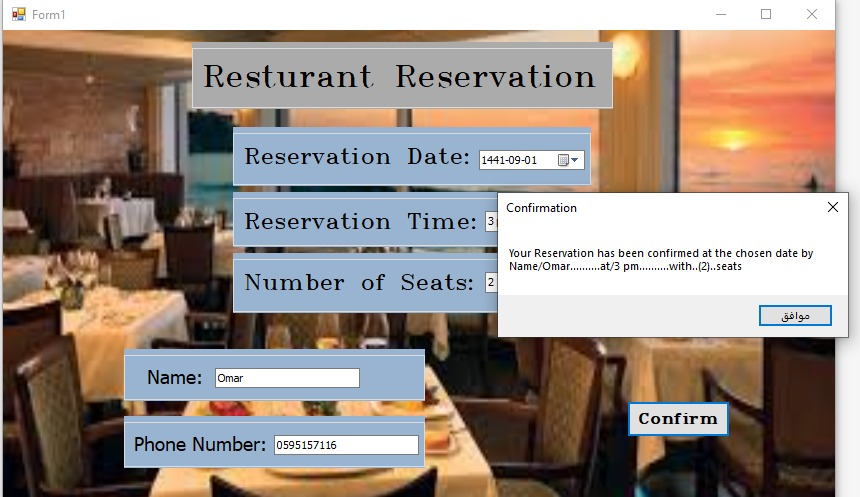 Form1
Resturant Reservation
Reservation Date: 1441-09-01
Reservation Time: 3
Number of Seats: 2
Confirmation
Your Reservation has been confirmed at the chosen date by
Name/Omar..........at/3 pm..........with..(2)..seats
موافق
Name: Omar
Phone Number: 0595157116
Confirm